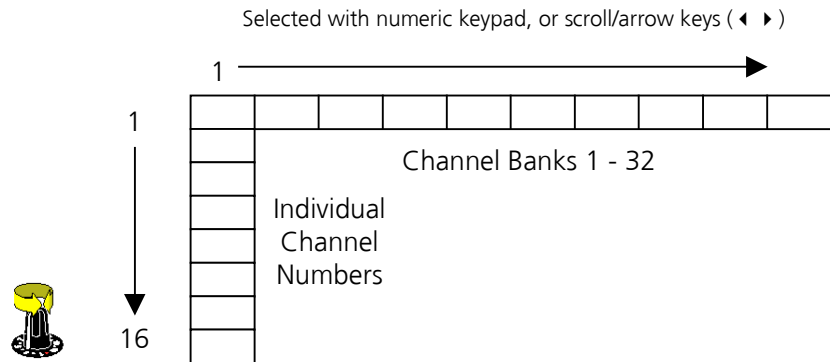 Selected with numeric keypad, or scroll/arrow keys (◀ ▶)
1
1
Channel Banks 1 - 32
Individual
Channel
Numbers
16